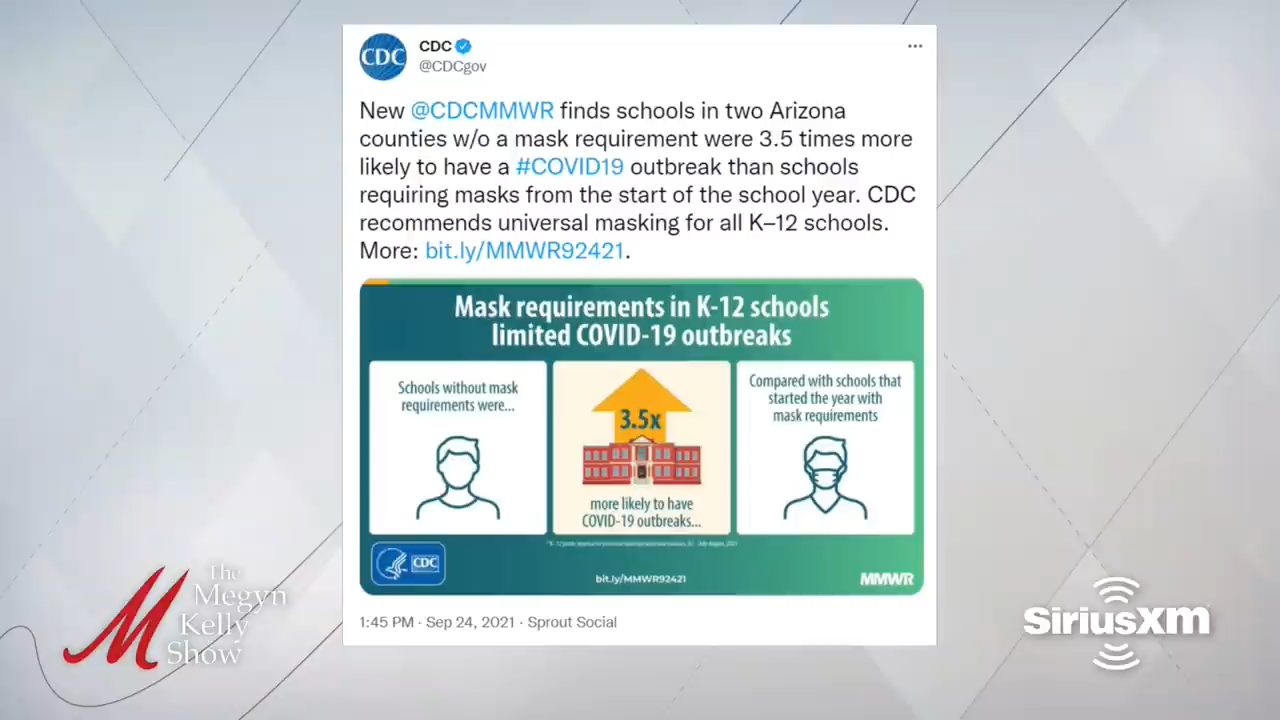 CDC
CDC
@CDCgov
New @CDCMMWR finds schools in two Arizona
counties w/o a mask requirement were 3.5 times more
likely to have a #COVID19 outbreak than schools
requiring masks from the start of the school year. CDC
recommends universal masking for all K–12 schools.
More: bit.ly/MMWR92421.
Mask requirements in K-12 schools
limited COVID-19 outbreaks
Schools without mask
requirements were...
3.5x
more likely to have
COVID-19 outbreaks...
Compared with schools that
started the year with
mask requirements
CDC
bit.ly/MMWR92421
MMWR
1:45 PM · Sep 24, 2021 · Sprout Social
The
Megyn
Kelly
Show
SiriusXM